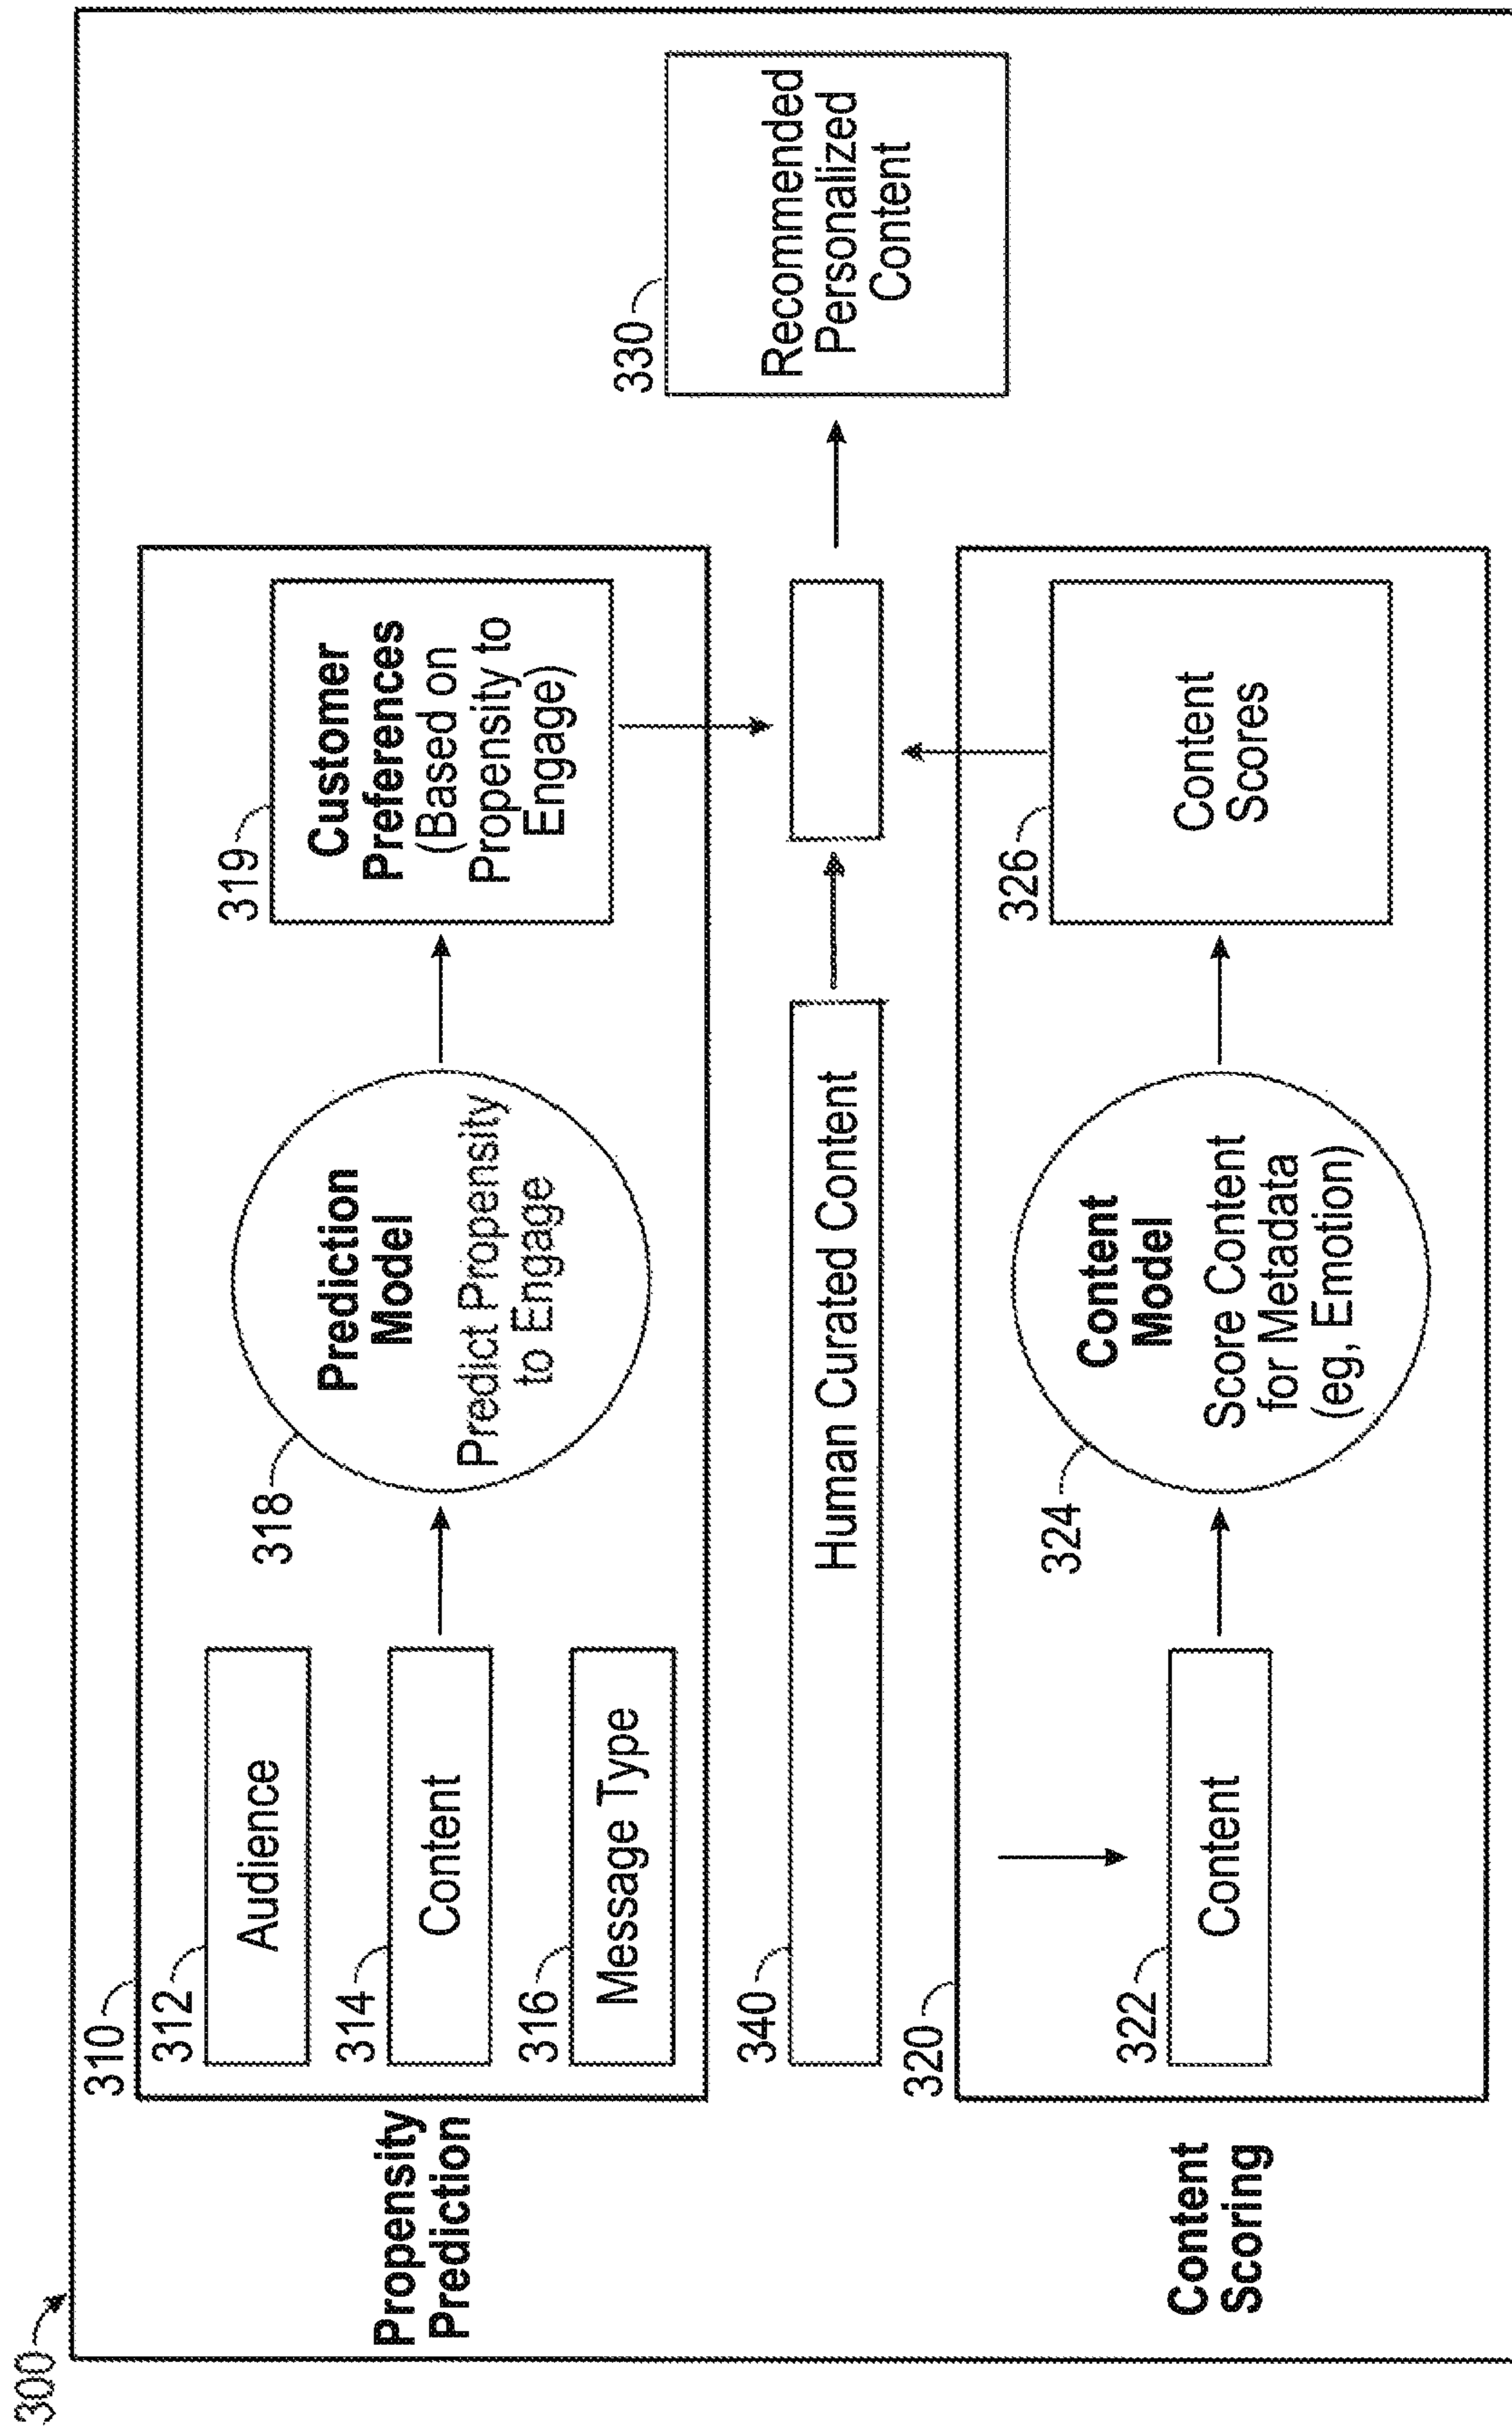 300
Propensity
Prediction
310
312
Audience
314
Content
316
Message Type
318
Prediction
Model
Predict Propensity
to Engage
319
Customer
Preferences
(Based on
Propensity to
Engage)
340
Human Curated Content
330
Recommended
Personalized
Content
Content
Scoring
320
322
Content
324
Content
Model
Score Content
for Metadata
(eg, Emotion)
326
Content
Scores